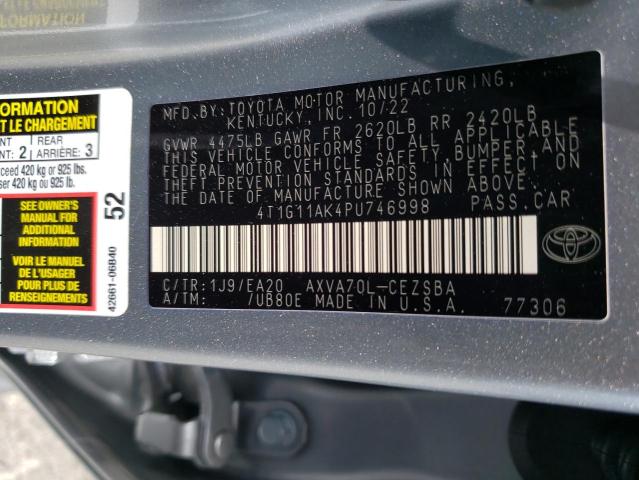 MFD.BY:TOYOTA MOTOR MANUFACTURING,
KENTUCKY, INC. 10/22
GVWR 4475LB GAWR FR 2620LB RR 2420LB
THIS VEHICLE CONFORMS TO ALL APPLICABLE
FEDERAL MOTOR VEHICLE SAFETY, BUMPER, AND
THEFT PREVENTION STANDARDS IN EFFECT ON
THE DATE OF MANUFACTURE SHOWN ABOVE.
4T1G11AK4PU746998 PASS.CAR
C/TR:1J9/EA20 AXVA70L-CEZSBA
A/TM: /UB80E MADE IN U.S.A. 77306
FORMATION
T LE CHARGEMENT
NT : 2 REAR
ARRIÈRE 3
xceed 420 kg or 925 lbs.
ser 420 kg ou 925 lb.
SEE OWNER'S
MANUAL FOR
ADDITIONAL
INFORMATION
VOIR LE MANUEL
DE L'USAGER
POUR PLUS DE
RENSEIGNEMENTS
52
42661-06B40